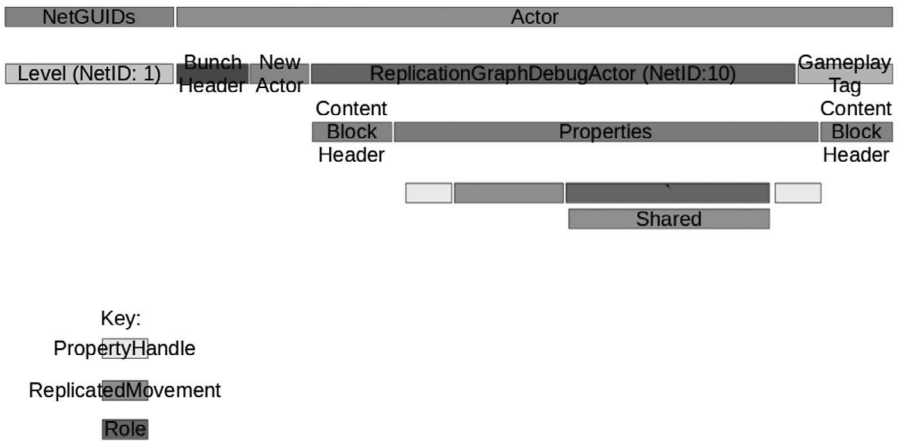 NetGUIDs
Actor
Level (NetID: 1)
Bunch
Header
New
Actor
ReplicationGraphDebugActor (NetID:10)
Gameplay
Tag
Content
Block
Header
Properties
Content
Block
Header
`
Shared
Key:
PropertyHandle
ReplicatedMovement
Role